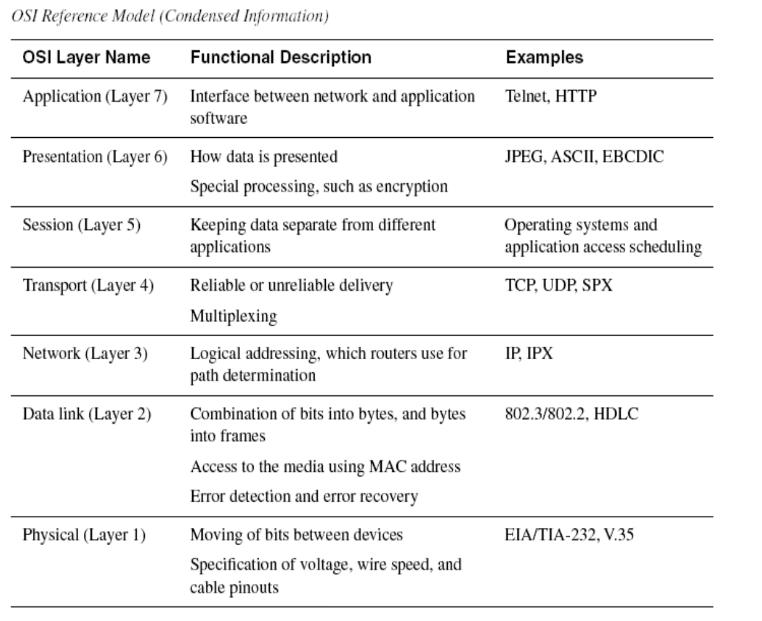 OSI Reference Model (Condensed Information)
OSI Layer Name Functional Description Examples
Application (Layer 7) Interface between network and application Telnet, HTTP
software
Presentation (Layer 6) How data is presented JPEG, ASCII, EBCDIC
Special processing, such as encryption
Session (Layer 5) Keeping data separate from different Operating systems and
applications application access scheduling
Transport (Layer 4) Reliable or unreliable delivery TCP, UDP, SPX
Multiplexing
Network (Layer 3) Logical addressing, which routers use for IP, IPX
path determination
Data link (Layer 2) Combination of bits into bytes, and bytes 802.3/802.2, HDLC
into frames
Access to the media using MAC address
Error detection and error recovery
Physical (Layer 1) Moving of bits between devices EIA/TIA-232, V.35
Specification of voltage, wire speed, and
cable pinouts